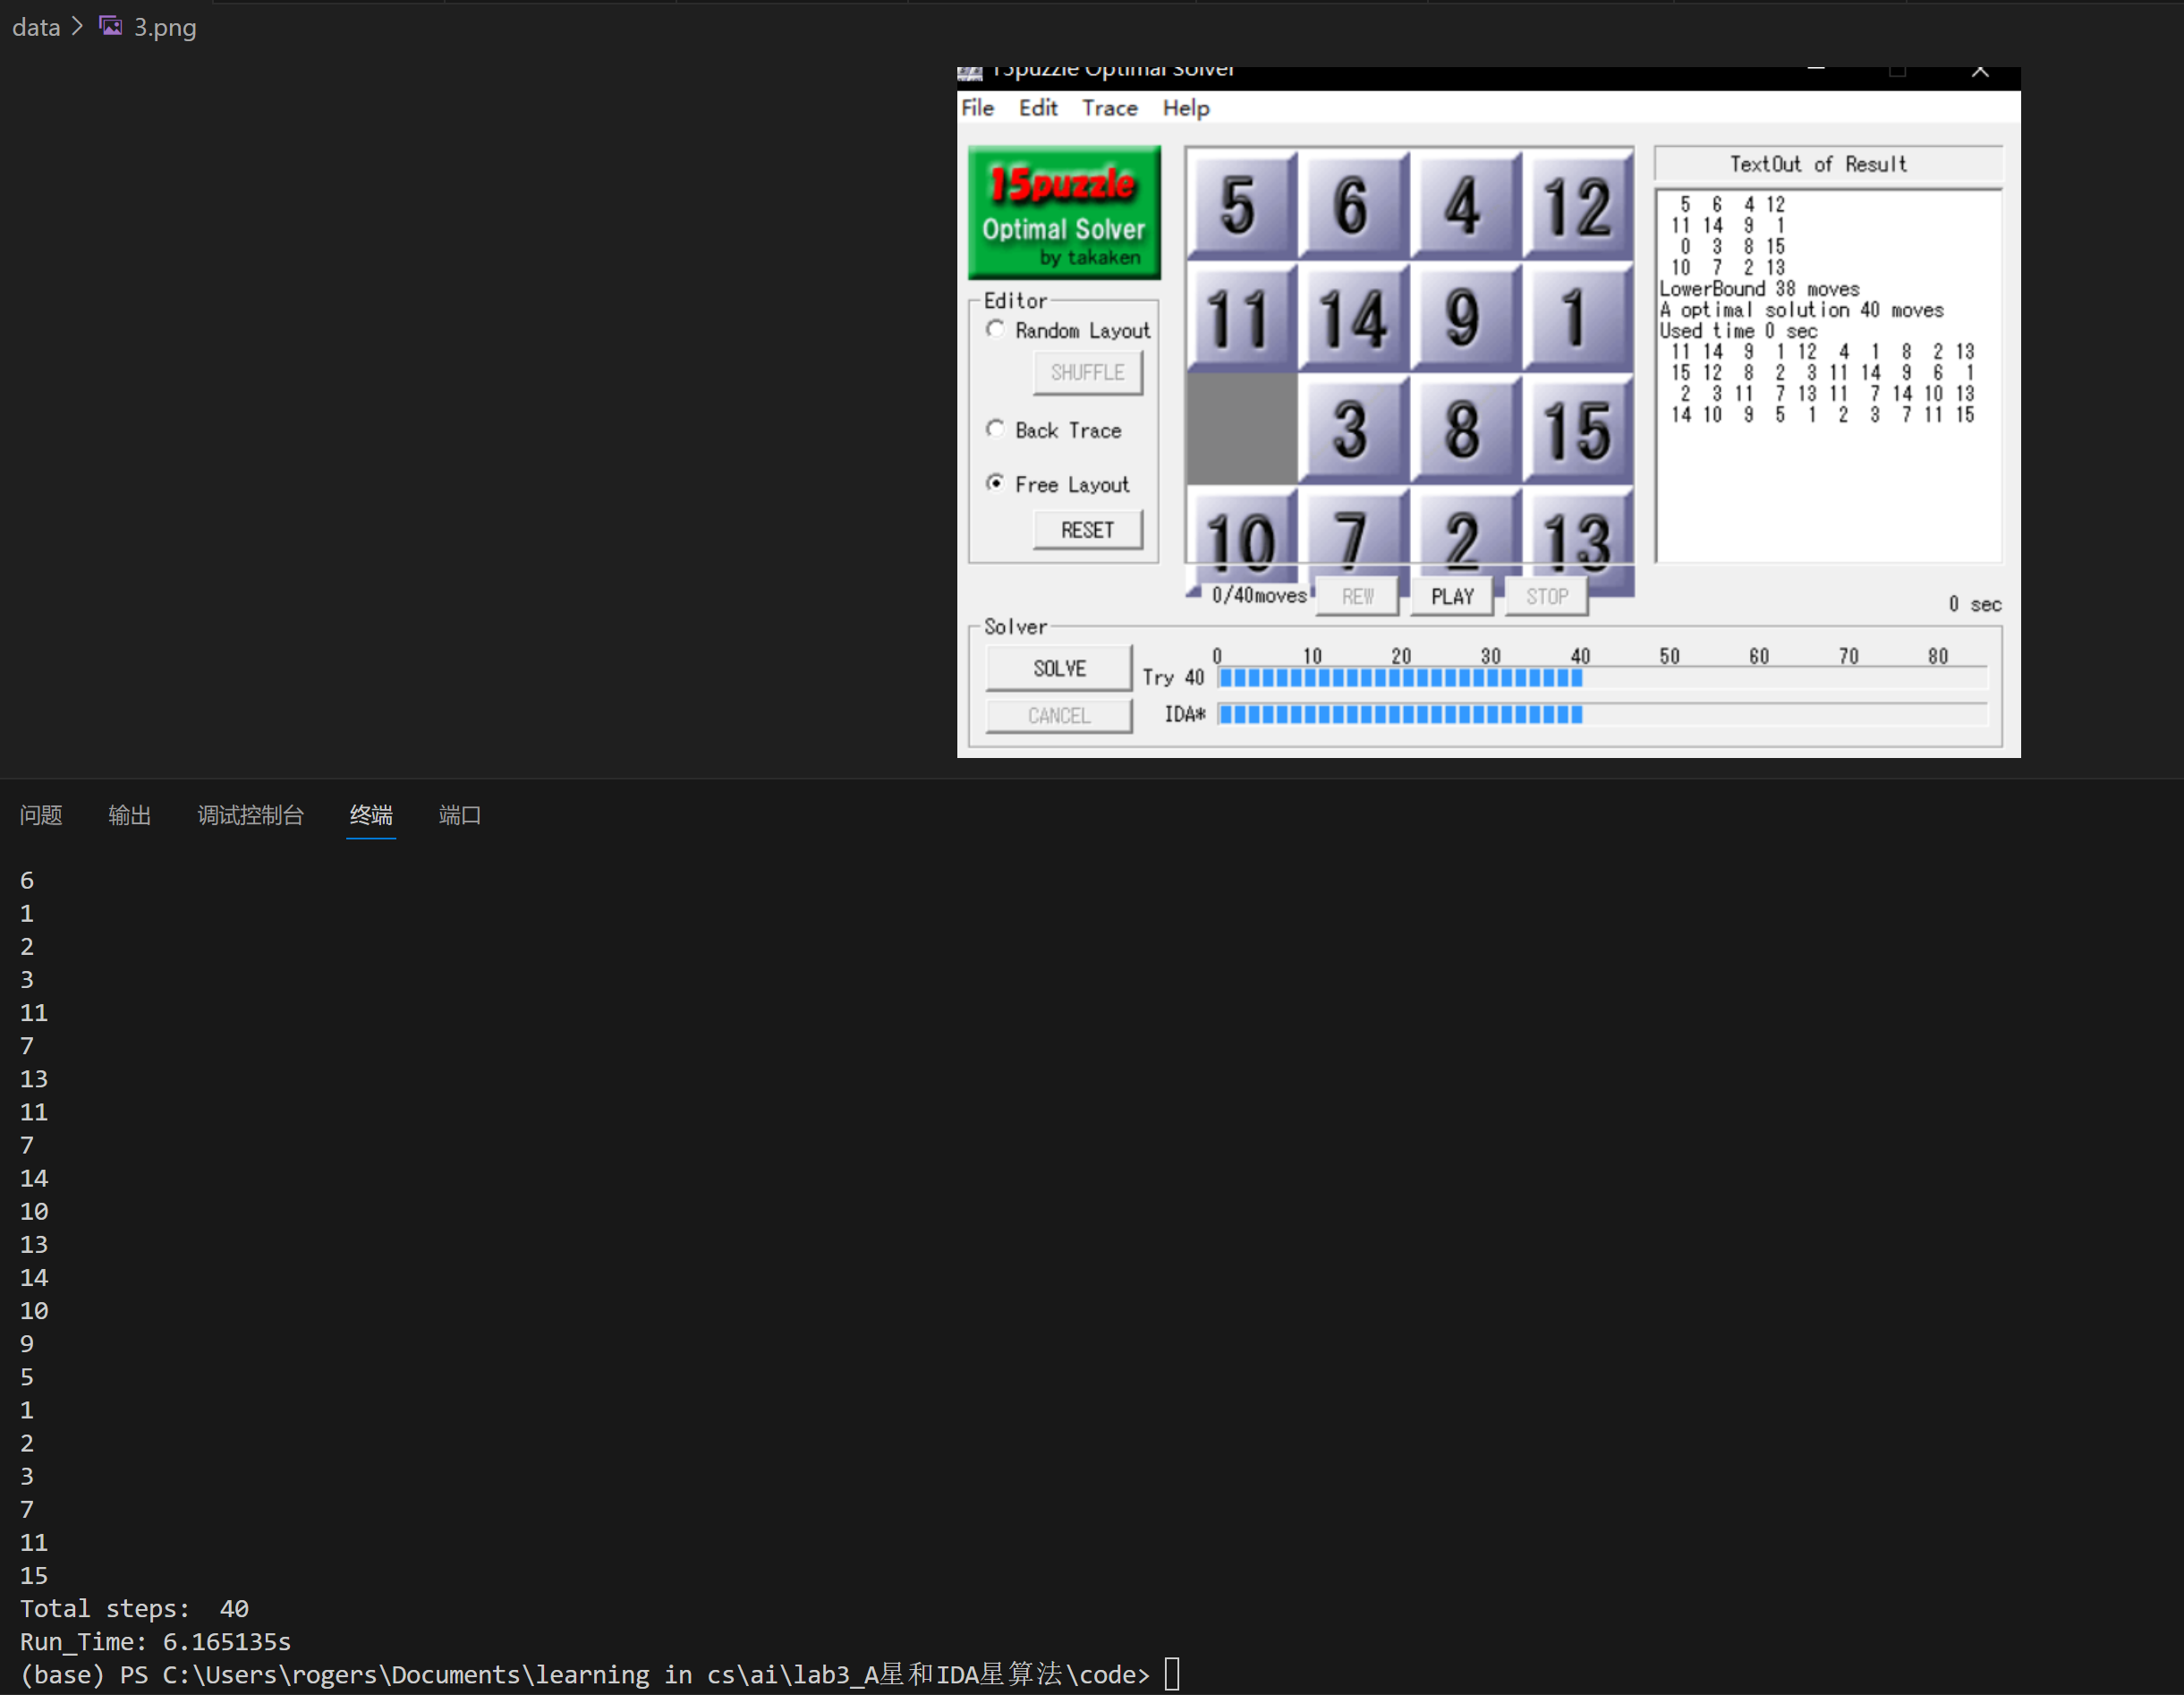 data > 3.png
15puzzle Optimal Solver
File Edit Trace Help
15puzzle
Optimal Solver
by takaken
Editor
Random Layout
SHUFFLE
Back Trace
Free Layout
RESET
5 6 4 12
11 14 9 1
3 8 15
10 7 2 13
0/40moves REW PLAY STOP
TextOut of Result
5 6 4 12
11 14 9 1
0 3 8 15
10 7 2 13
LowerBound 38 moves
A optimal solution 40 moves
Used time 0 sec
11 14 9 1 12 4 1 8 2 13
15 12 8 2 3 11 14 9 6 1
2 3 11 7 13 11 7 14 10 13
14 10 9 5 1 2 3 7 11 15
0 sec
Solver
SOLVE
CANCEL
0 10 20 30 40 50 60 70 80
Try 40
IDA*
问题 输出 调试控制台 终端 端口
6
1
2
3
11
7
13
11
7
14
10
13
14
10
9
5
1
2
3
7
11
15
Total steps:  40
Run_Time: 6.165135s
(base) PS C:\Users\rogers\Documents\learning in cs\ai\lab3_A星和IDA星算法\code>